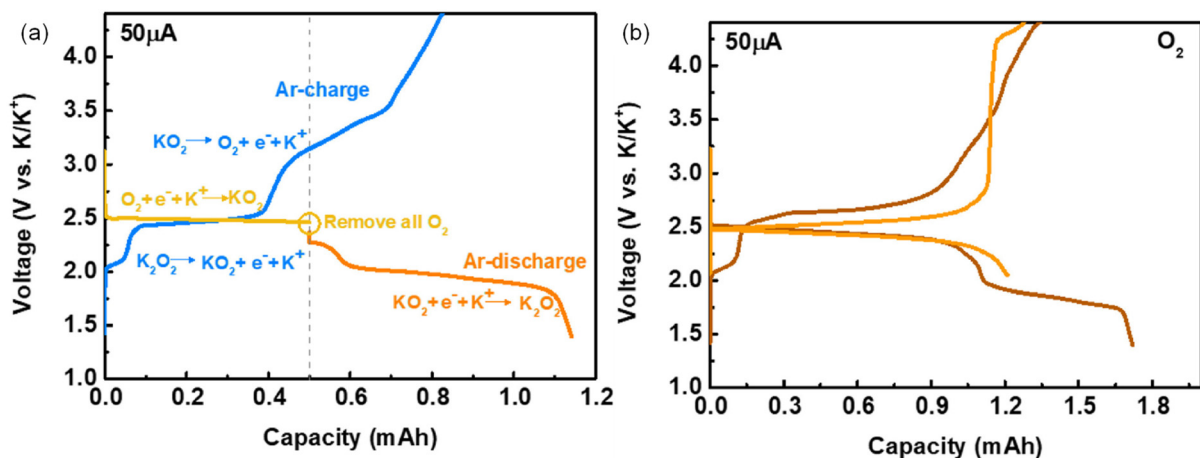 (a)
50μA
Ar-charge
KO₂⟶ O₂+ e⁻+ K⁺
O₂+e⁻+K⁺⟶KO₂
Remove all O₂
K₂O₂⟶ KO₂+ e⁻+K⁺
Ar-discharge
KO₂+e⁻+K⁺⟶ K₂O₂
Voltage (V vs. K/K⁺)
4.0
3.5
3.0
2.5
2.0
1.5
1.0
0.0
0.2
0.4
0.6
0.8
1.0
1.2
Capacity (mAh)
(b)
50μA
O₂
Voltage (V vs. K/K⁺)
4.0
3.5
3.0
2.5
2.0
1.5
1.0
0.0
0.3
0.6
0.9
1.2
1.5
1.8
Capacity (mAh)